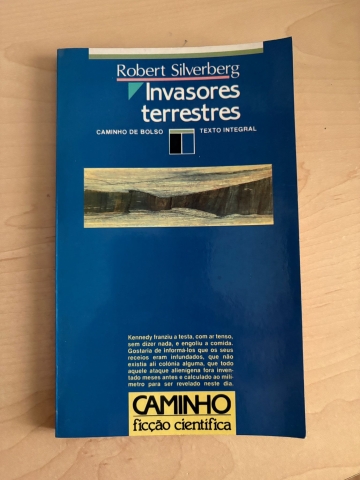 Robert Silverberg
Invasores
terrestres
CAMINHO DE BOLSO TEXTO INTEGRAL
Kennedy franziu a testa, com ar tenso,
sem dizer nada, e engoliu a comida.
Gostaria de informá-los que os seus
receios eram infundados, que não
existia ali colónia alguma, que todo
aquele ataque alienígena fora inven-
tado meses antes e calculado ao milí-
metro para ser revelado neste dia.
CAMINHO
ficção científica